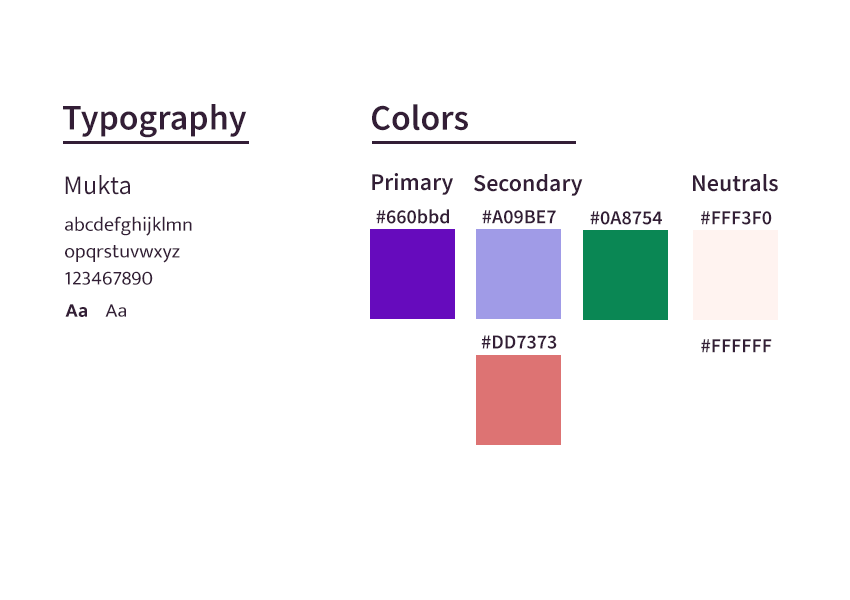 Typography
Mukta
abcdefghijklmn
opqrstuvwxyz
123467890
Aa Aa
Colors
Primary
#660bbd
Secondary
#A09BE7
#0A8754
#DD7373
Neutrals
#FFF3F0
#FFFFFF